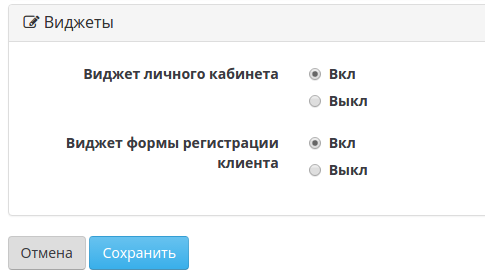 Виджеты
Виджет личного кабинета
Вкл
Выкл
Виджет формы регистрации
клиента
Вкл
Выкл
Отмена Сохранить